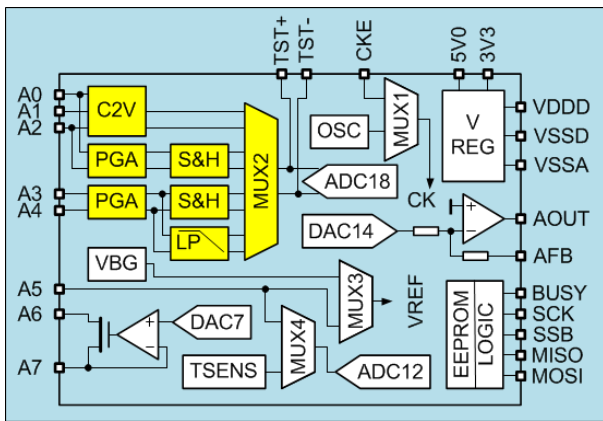 TST+
TST-
CKE
5V0
3V3
A0
A1
A2
C2V
PGA
S&H
MUX2
OSC
MUX1
V
REG
VDDD
VSSD
VSSA
A3
A4
PGA
S&H
LP
ADC18
CK
DAC14
+
−
AOUT
AFB
VBG
MUX3
VREF
A5
A6
A7
+
−
DAC7
MUX4
TSENS
ADC12
EEPROM
LOGIC
BUSY
SCK
SSB
MISO
MOSI